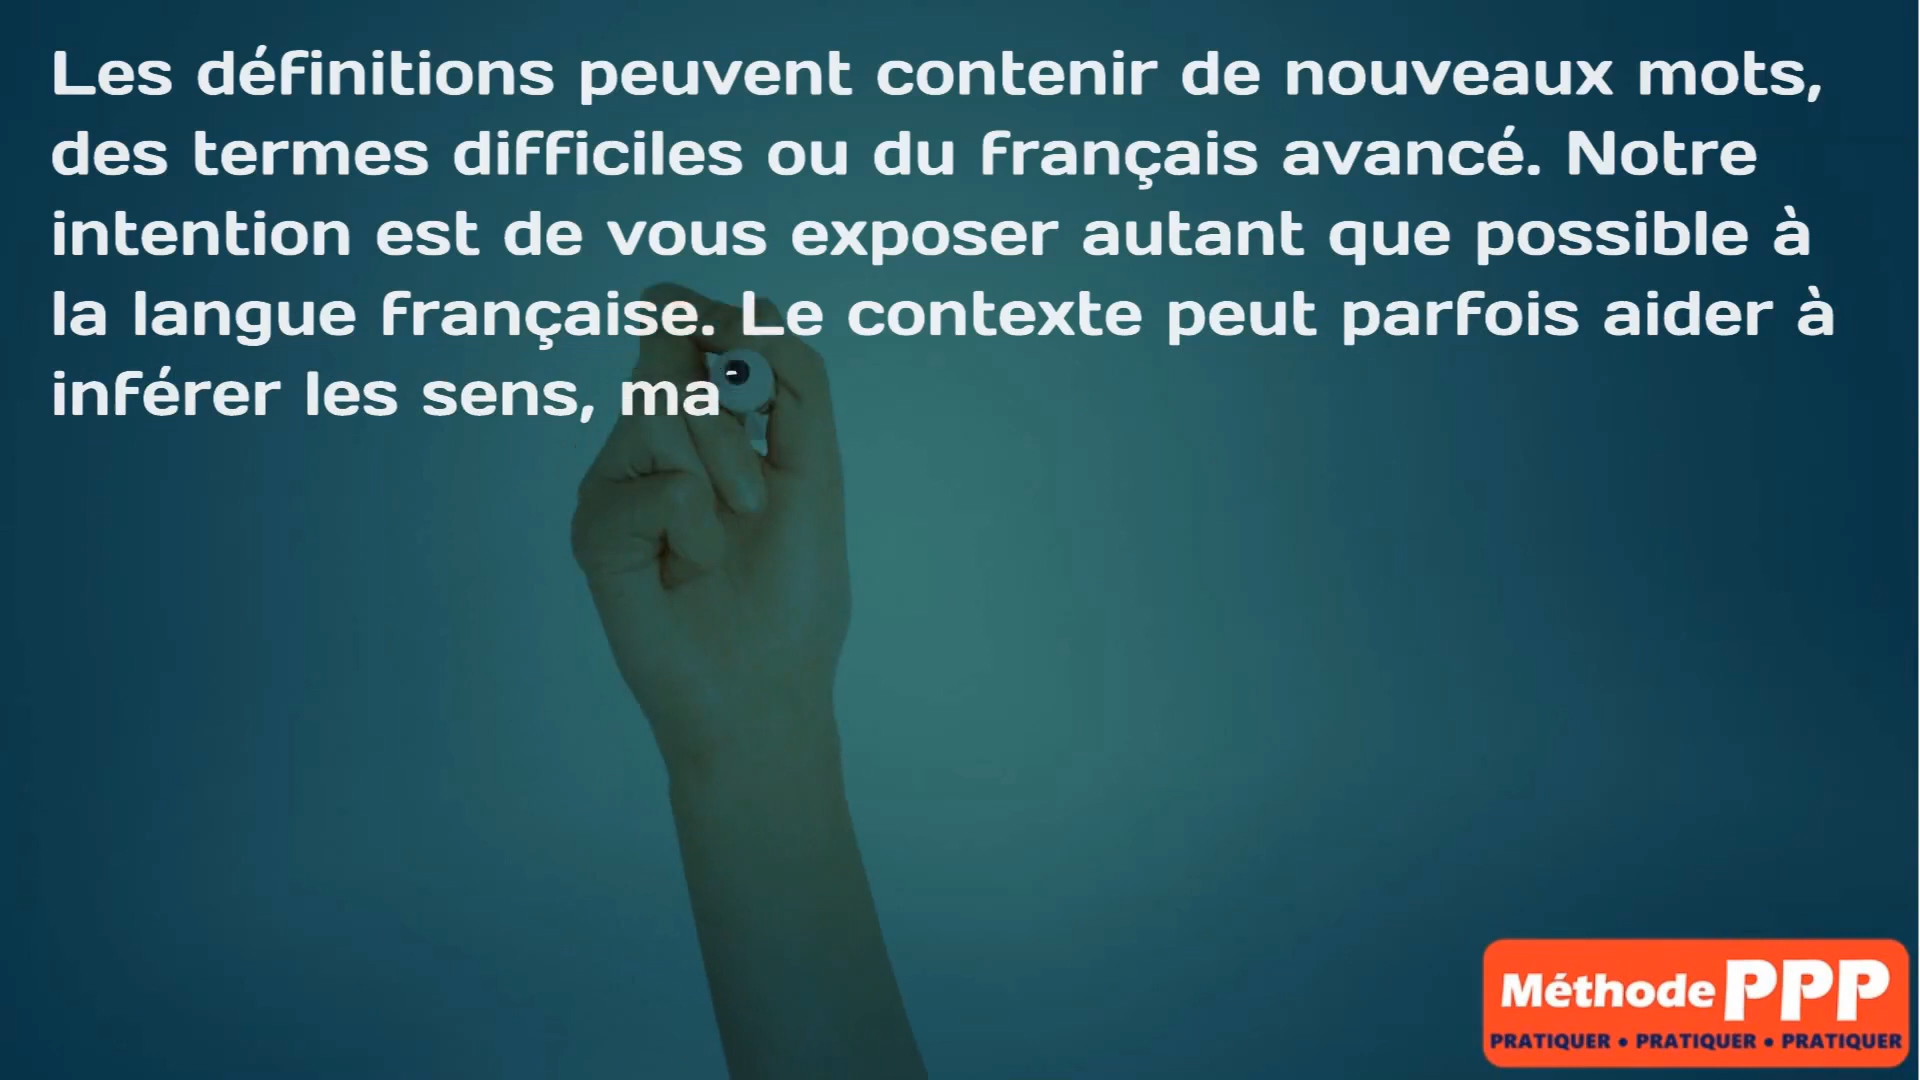 Les définitions peuvent contenir de nouveaux mots,
des termes difficiles ou du français avancé. Notre
intention est de vous exposer autant que possible à
la langue française. Le contexte peut parfois aider à
inférer les sens, ma
Méthode PPP
PRATIQUER • PRATIQUER • PRATIQUER